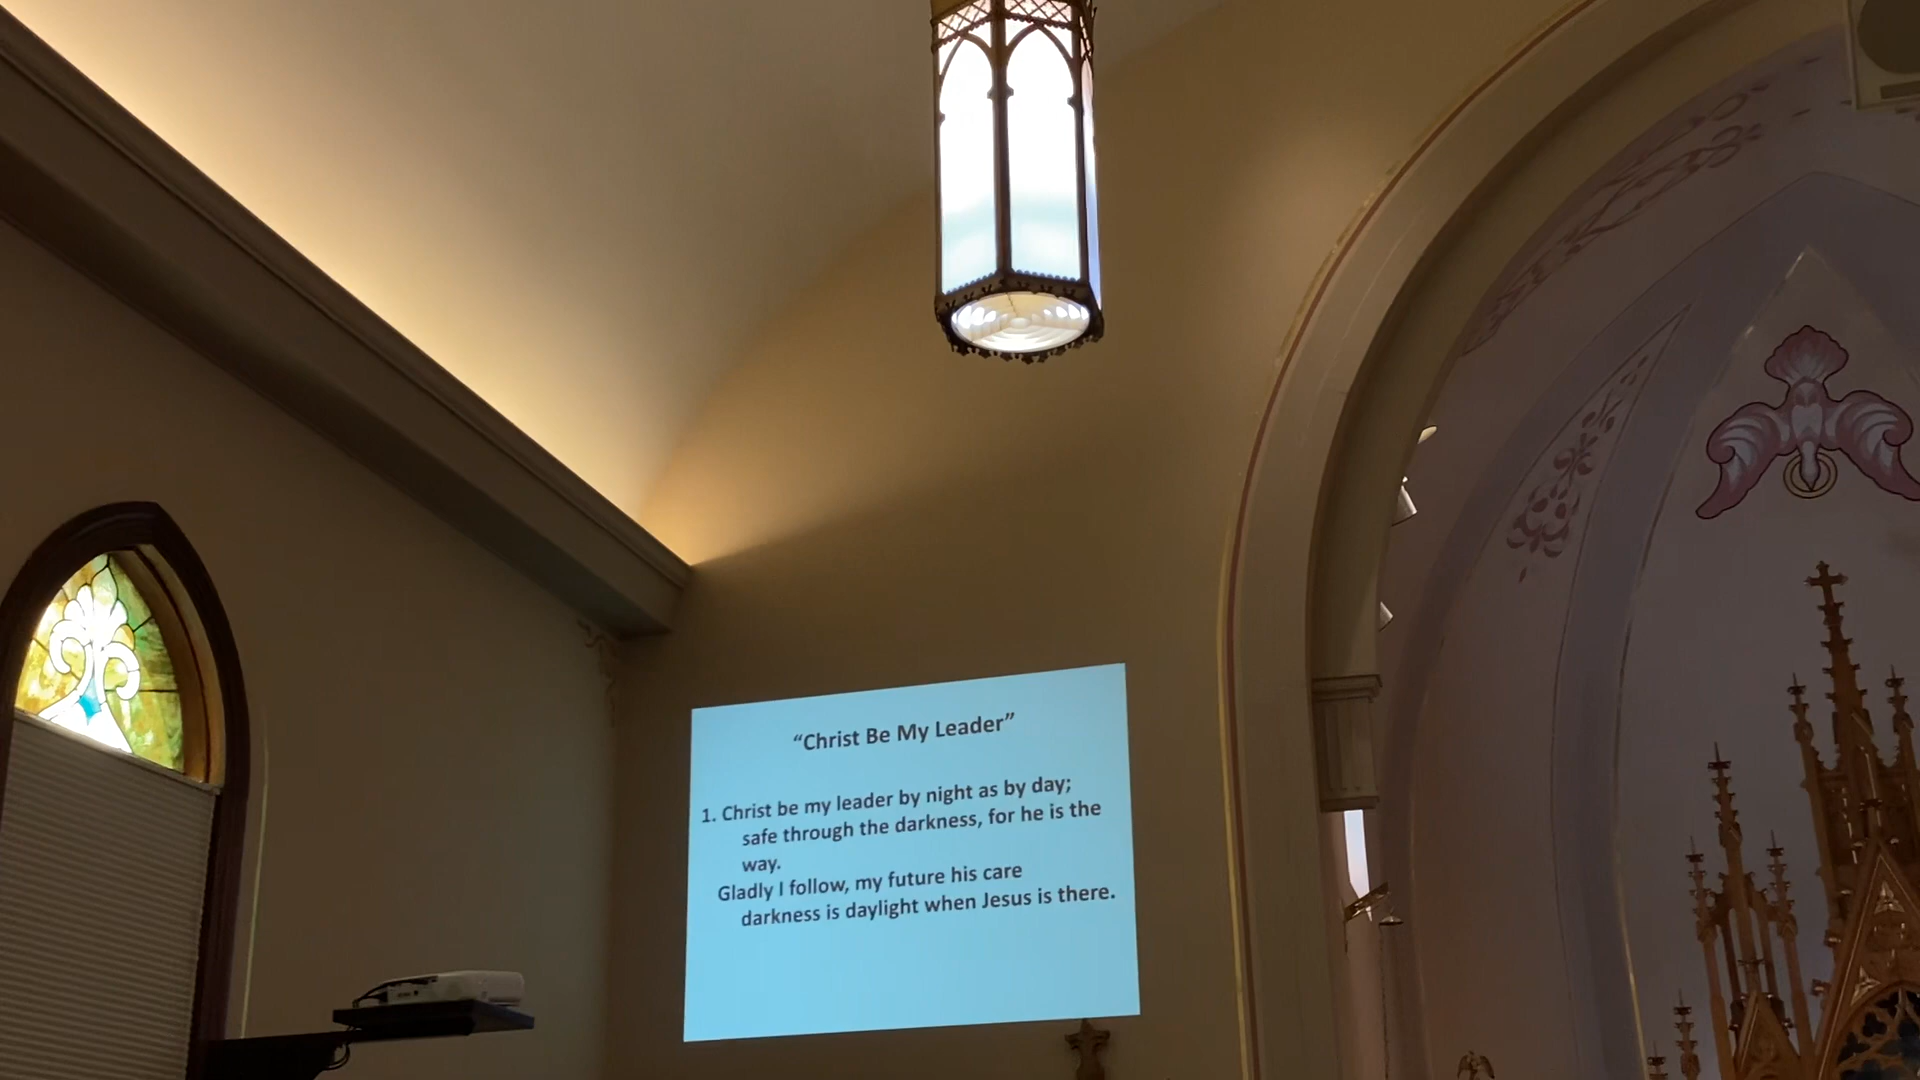 “Christ Be My Leader”
1. Christ be my leader by night as by day;
safe through the darkness, for he is the
way.
Gladly I follow, my future his care
darkness is daylight when Jesus is there.